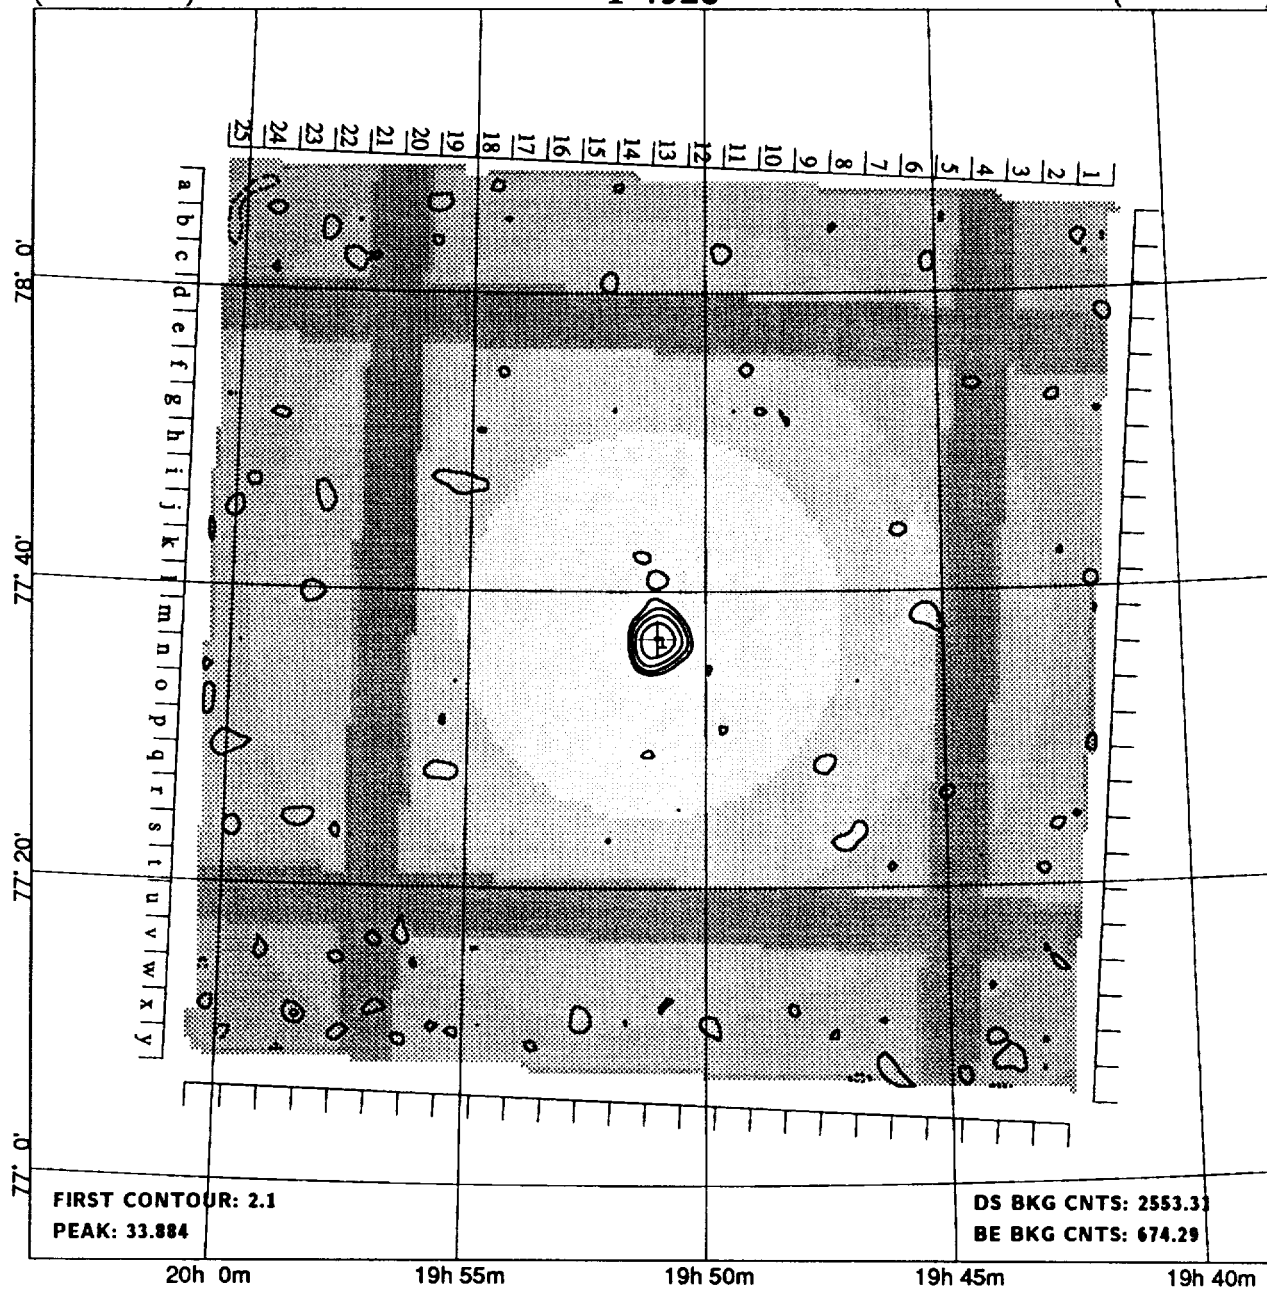 25 24 23 22 21 20 19 18 17 16 15 14 13 12 11 10 9 8 7 6 5 4 3 2 1
a b c d e f g h i j k l m n o p q r s t u v w x y
78° 0'
77° 40'
77° 20'
77° 0'
FIRST CONTOUR: 2.1
PEAK: 33.884
DS BKG CNTS: 2553.31
BE BKG CNTS: 674.29
20h 0m 19h 55m 19h 50m 19h 45m 19h 40m